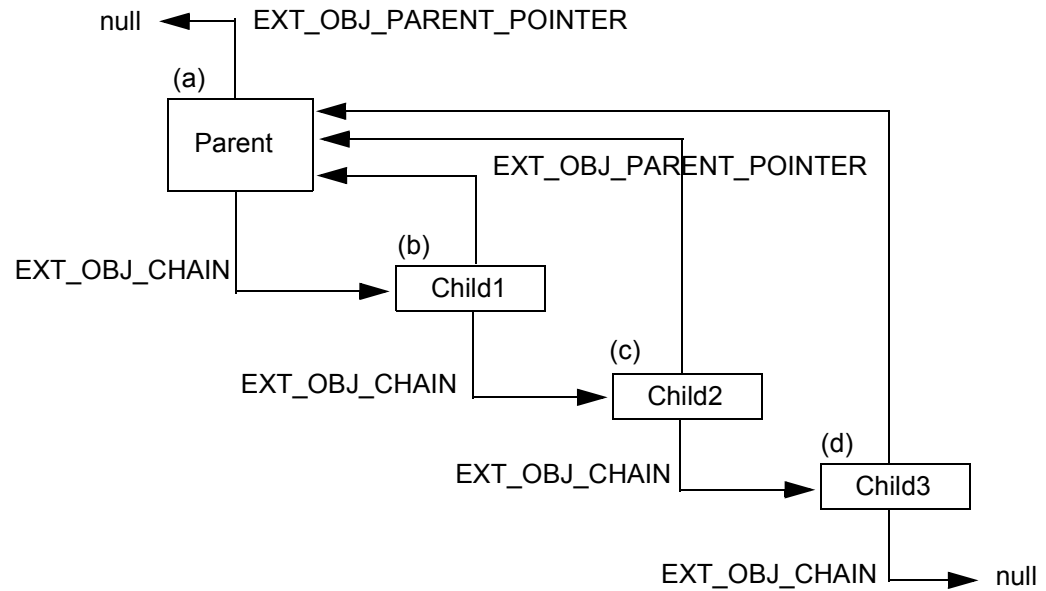 null EXT_OBJ_PARENT_POINTER
(a)
Parent
EXT_OBJ_PARENT_POINTER
(b)
EXT_OBJ_CHAIN
Child1
(c)
EXT_OBJ_CHAIN
Child2
(d)
EXT_OBJ_CHAIN
Child3
EXT_OBJ_CHAIN
null